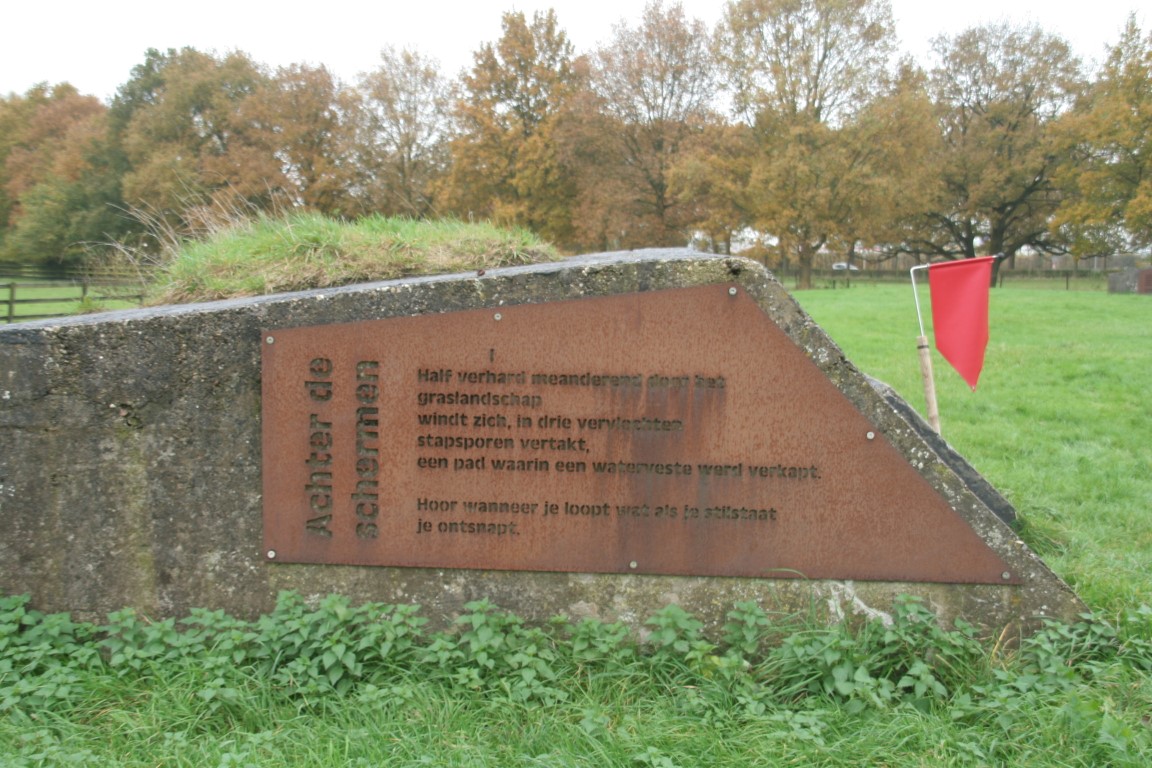 Achter de
schermen
I
Half verhard meanderend door het
graslandschap
windt zich, in drie vervlochten
stapsporen vertakt,
een pad waarin een waterveste werd verkapt.
Hoor wanneer je loopt wat als je stilstaat
je ontsnapt.